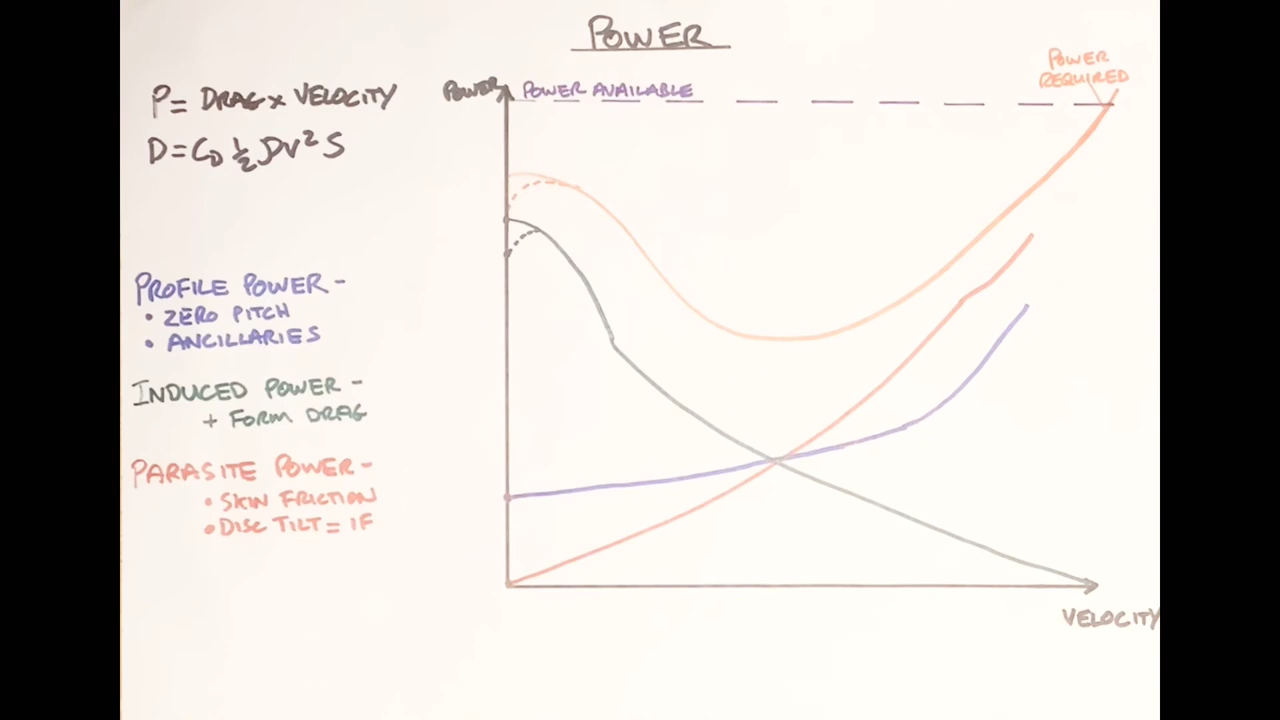 POWER
P = DRAG × VELOCITY
D = CD ½ ρV² S
POWER
POWER AVAILABLE
POWER
REQUIRED
PROFILE POWER -
• ZERO PITCH
• ANCILLARIES
INDUCED POWER -
+ FORM DRAG
PARASITE POWER -
• SKIN FRICTION
• DISC TILT = IF
VELOCITY